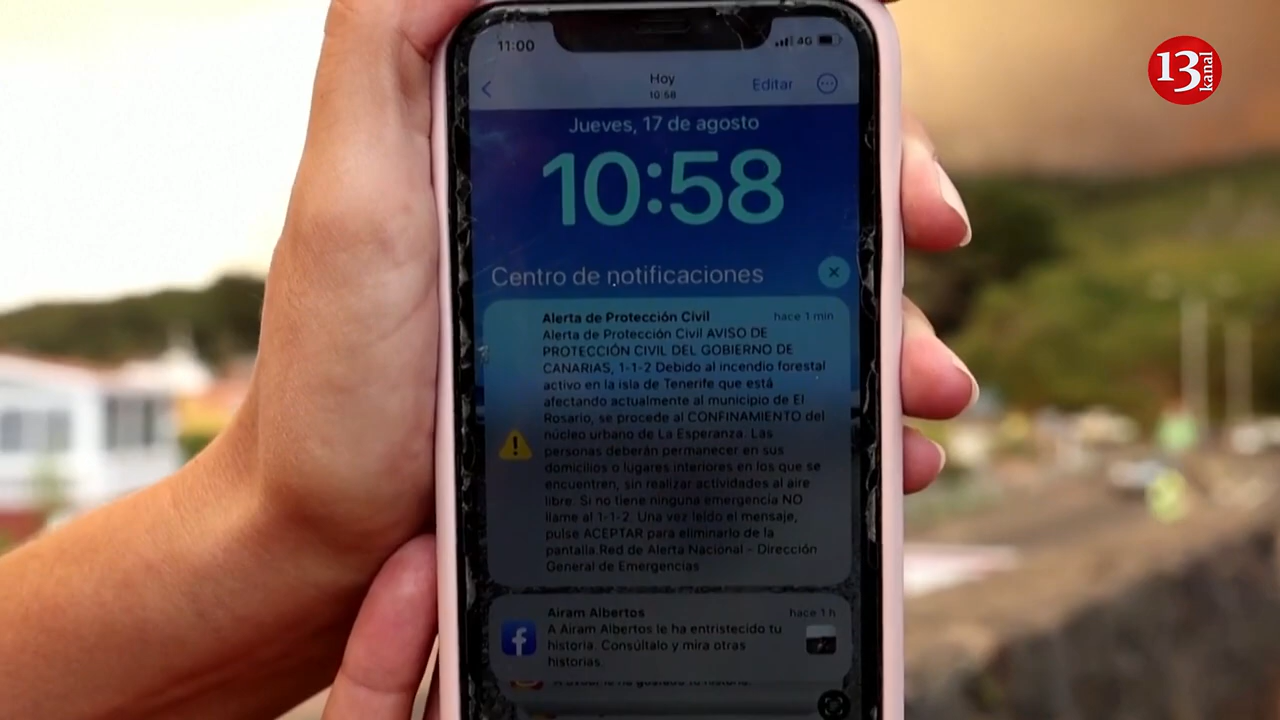 11:00
4G
13
kanal
Hoy
10:58
Editar
Jueves, 17 de agosto
10:58
Centro de notificaciones
Alerta de Protección Civil
hace 1 min
Alerta de Protección Civil AVISO DE
PROTECCIÓN CIVIL DEL GOBIERNO DE
CANARIAS, 1-1-2 Debido al incendio forestal
activo en la isla de Tenerife que está
afectando actualmente al municipio de El
Rosario, se procede al CONFINAMIENTO del
núcleo urbano de La Esperanza. Las
personas deberán permanecer en sus
domicilios o lugares interiores en los que se
encuentren, sin realizar actividades al aire
libre. Si no tiene ninguna emergencia NO
llame al 1-1-2. Una vez leído el mensaje,
pulse ACEPTAR para eliminarlo de la
pantalla.Red de Alerta Nacional - Dirección
General de Emergencias
Airam Albertos
hace 1 h
A Airam Albertos le ha entristecido tu
historia. Consúltalo y mira otras
historias.